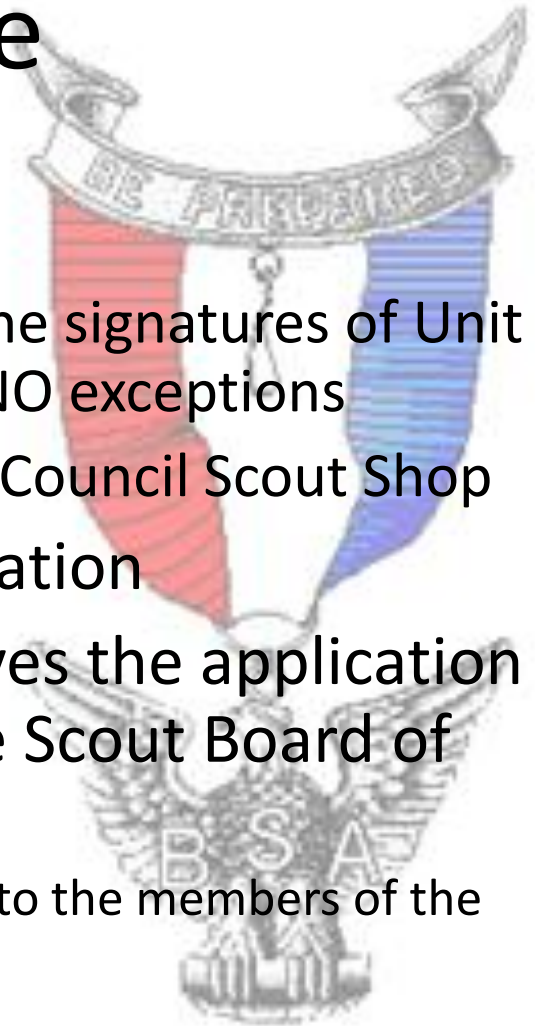 e
BE PREPARED
he signatures of Unit
NO exceptions
Council Scout Shop
ation
ves the application
e Scout Board of
BSA
to the members of the